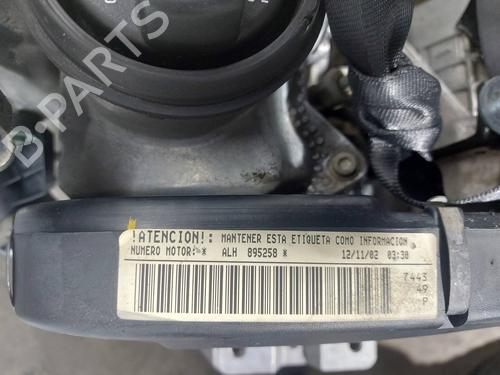 B-PARTS
!ATENCION!: MANTENER ESTA ETIQUETA COMO INFORMACION
NUMERO MOTOR: * ALH 895258 * 12/11/02 03:30
7443
49
P